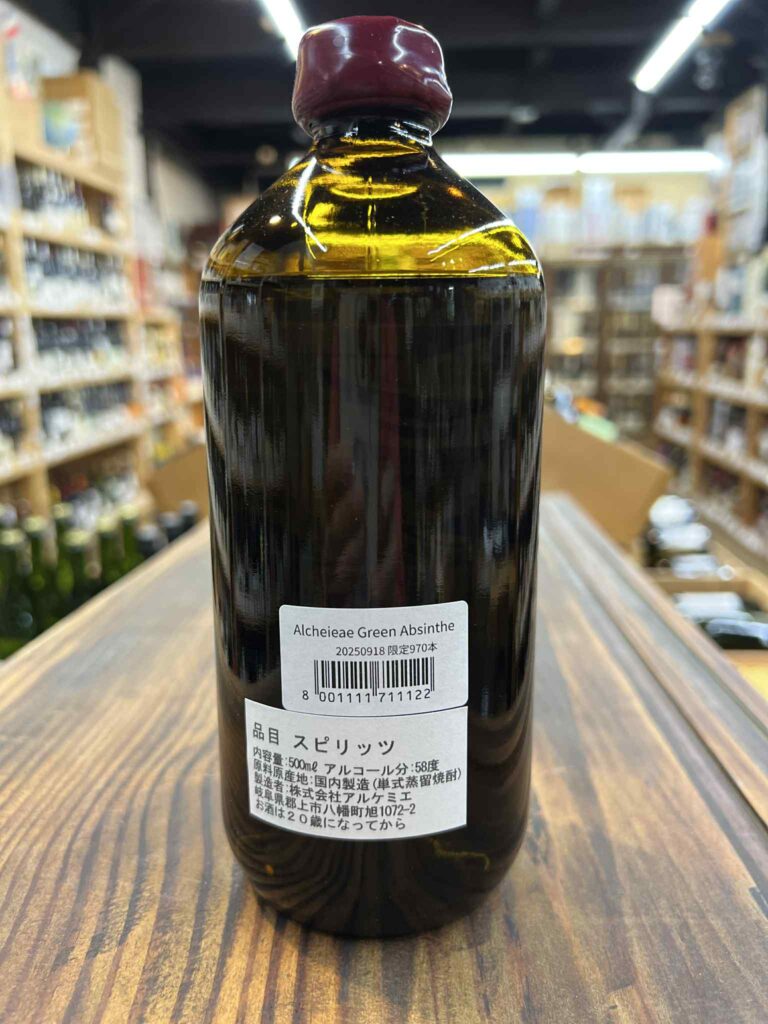 Alcheieae Green Absinthe
20250918 限定970本
8 001111 711122
品目 スピリッツ
内容量:500mℓ アルコール分:58度
原料原産地:国内製造(単式蒸留焼酎)
製造者:株式会社アルケミエ
岐阜県郡上市八幡町旭1072-2
お酒は20歳になってから